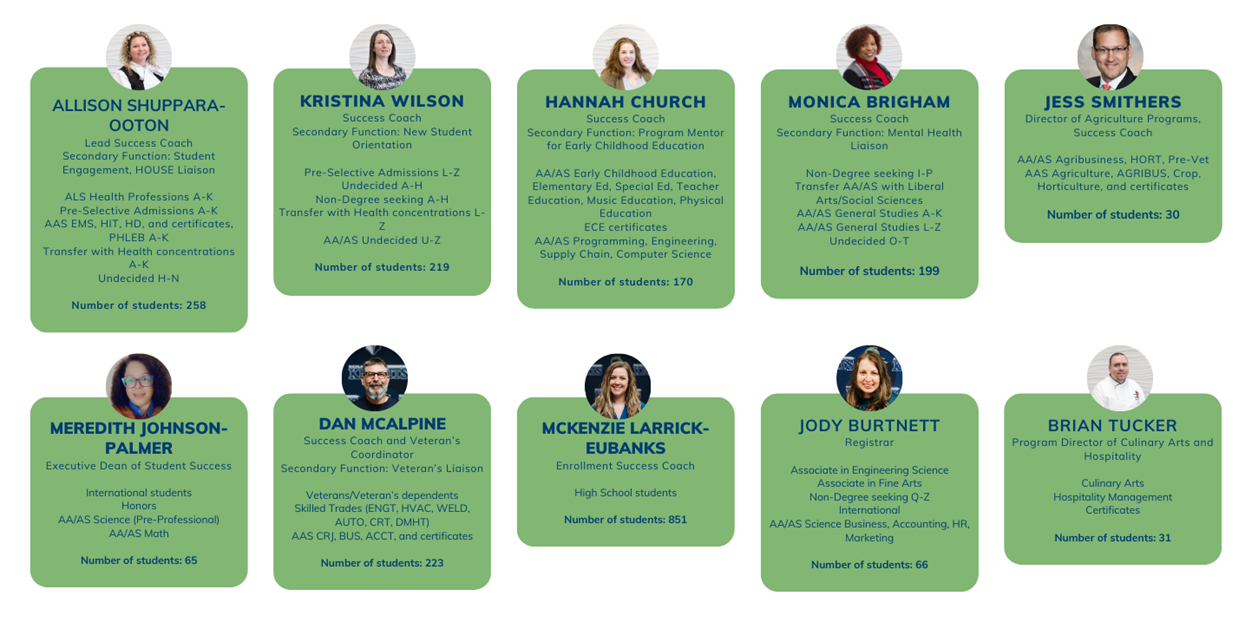 ALLISON SHUPPARA-
OOTON
Lead Success Coach
Secondary Function: Student
Engagement, HOUSE Liaison
ALS Health Professions A-K
Pre-Selective Admissions A-K
AAS EMS, HIT, HD, and certificates,
PHLEB A-K
Transfer with Health concentrations
A-K
Undecided H-N
Number of students: 258
KRISTINA WILSON
Success Coach
Secondary Function: New Student
Orientation
Pre-Selective Admissions L-Z
Undecided A-H
Non-Degree seeking A-H
Transfer with Health concentrations L-
Z
AA/AS Undecided U-Z
Number of students: 219
HANNAH CHURCH
Success Coach
Secondary Function: Program Mentor
for Early Childhood Education
AA/AS Early Childhood Education,
Elementary Ed, Special Ed, Teacher
Education, Music Education, Physical
Education
ECE certificates
AA/AS Programming, Engineering,
Supply Chain, Computer Science
Number of students: 170
MONICA BRIGHAM
Success Coach
Secondary Function: Mental Health
Liaison
Non-Degree seeking I-P
Transfer AA/AS with Liberal
Arts/Social Sciences
AA/AS General Studies A-K
AA/AS General Studies L-Z
Undecided O-T
Number of students: 199
JESS SMITHERS
Director of Agriculture Programs,
Success Coach
AA/AS Agribusiness, HORT, Pre-Vet
AAS Agriculture, AGRIBUS, Crop,
Horticulture, and certificates
Number of students: 30
MEREDITH JOHNSON-
PALMER
Executive Dean of Student Success
International students
Honors
AA/AS Science (Pre-Professional)
AA/AS Math
Number of students: 65
DAN MCALPINE
Success Coach and Veteran's
Coordinator
Secondary Function: Veteran's Liaison
Veterans/Veteran's dependents
Skilled Trades (ENGT, HVAC, WELD,
AUTO, CRT, DMHT)
AAS CRJ, BUS, ACCT, and certificates
Number of students: 223
MCKENZIE LARRICK-
EUBANKS
Enrollment Success Coach
High School students
Number of students: 851
JODY BURTNETT
Registrar
Associate in Engineering Science
Associate in Fine Arts
Non-Degree seeking Q-Z
International
AA/AS Science Business, Accounting, HR,
Marketing
Number of students: 66
BRIAN TUCKER
Program Director of Culinary Arts and
Hospitality
Culinary Arts
Hospitality Management
Certificates
Number of students: 31